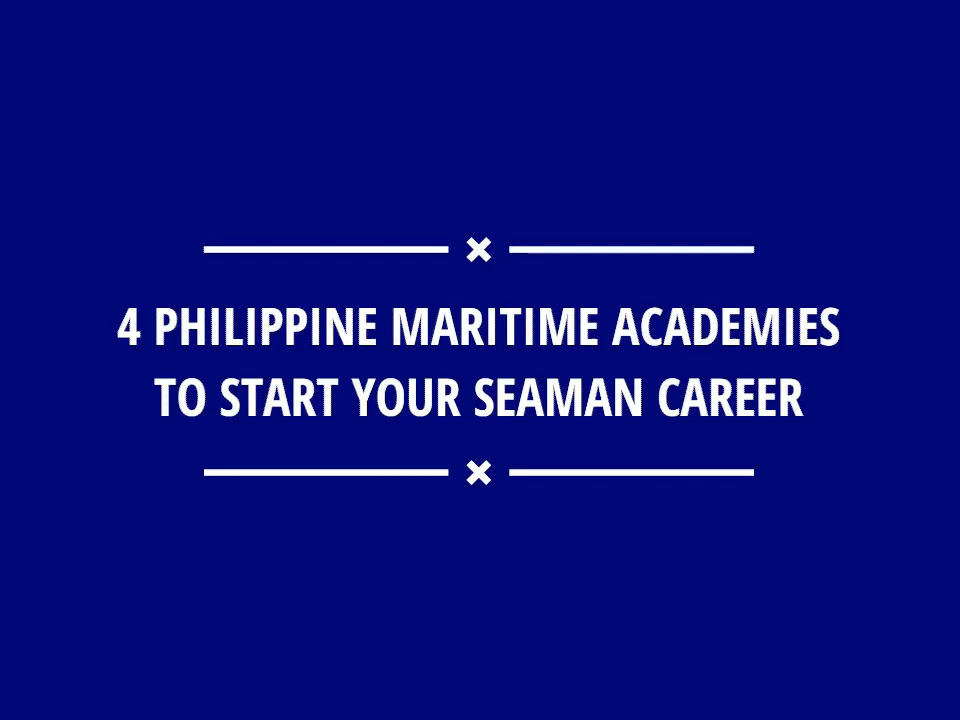 4 PHILIPPINE MARITIME ACADEMIES
TO START YOUR SEAMAN CAREER